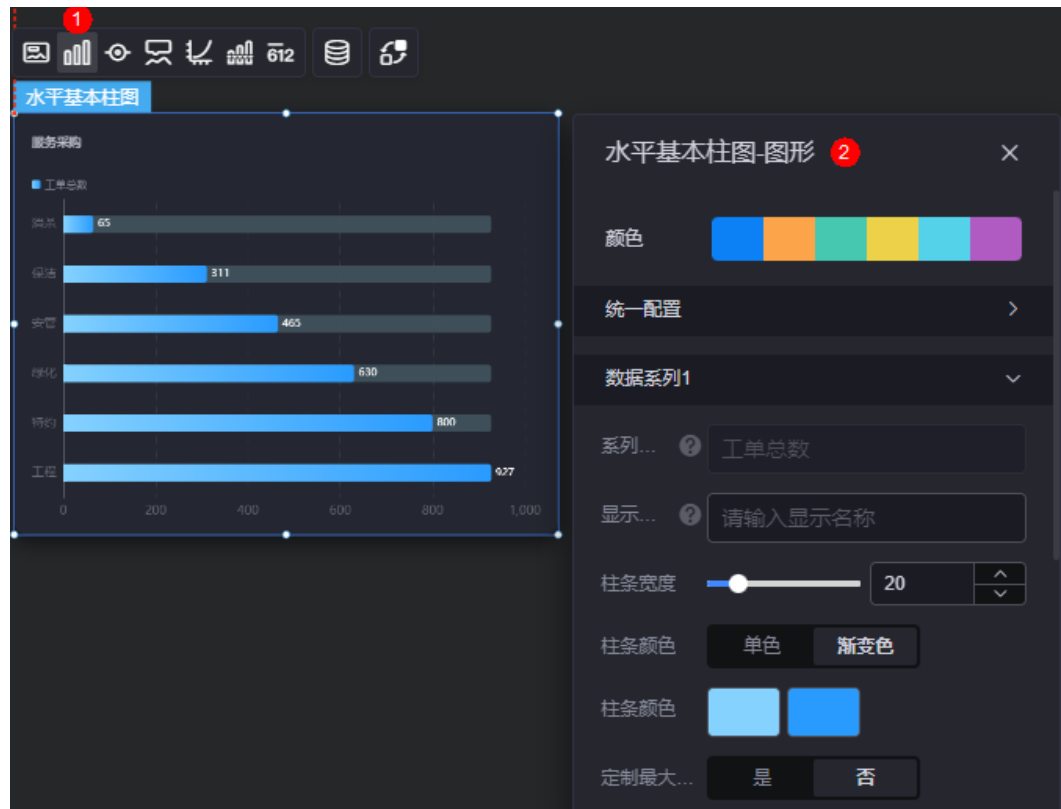 1
612
水平基本柱图
服务采购
工单总数
消杀 65
保洁 311
安管 465
绿化 630
特约 800
工程 927
0 200 400 600 800 1,000
水平基本柱图-图形 2
颜色
统一配置
数据系列1
系列... 工单总数
显示... 请输入显示名称
柱条宽度 20
柱条颜色 单色 渐变色
柱条颜色
定制最大... 是 否